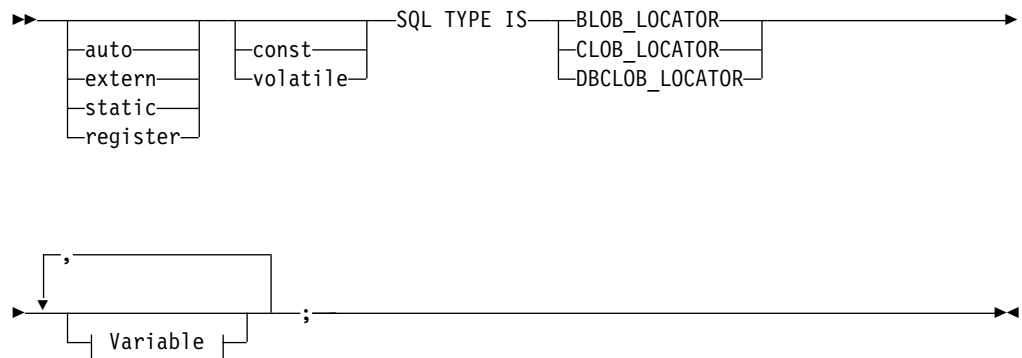 SQL TYPE IS BLOB_LOCATOR
auto const CLOB_LOCATOR
extern volatile DBCLOB_LOCATOR
static
register
,
;
Variable